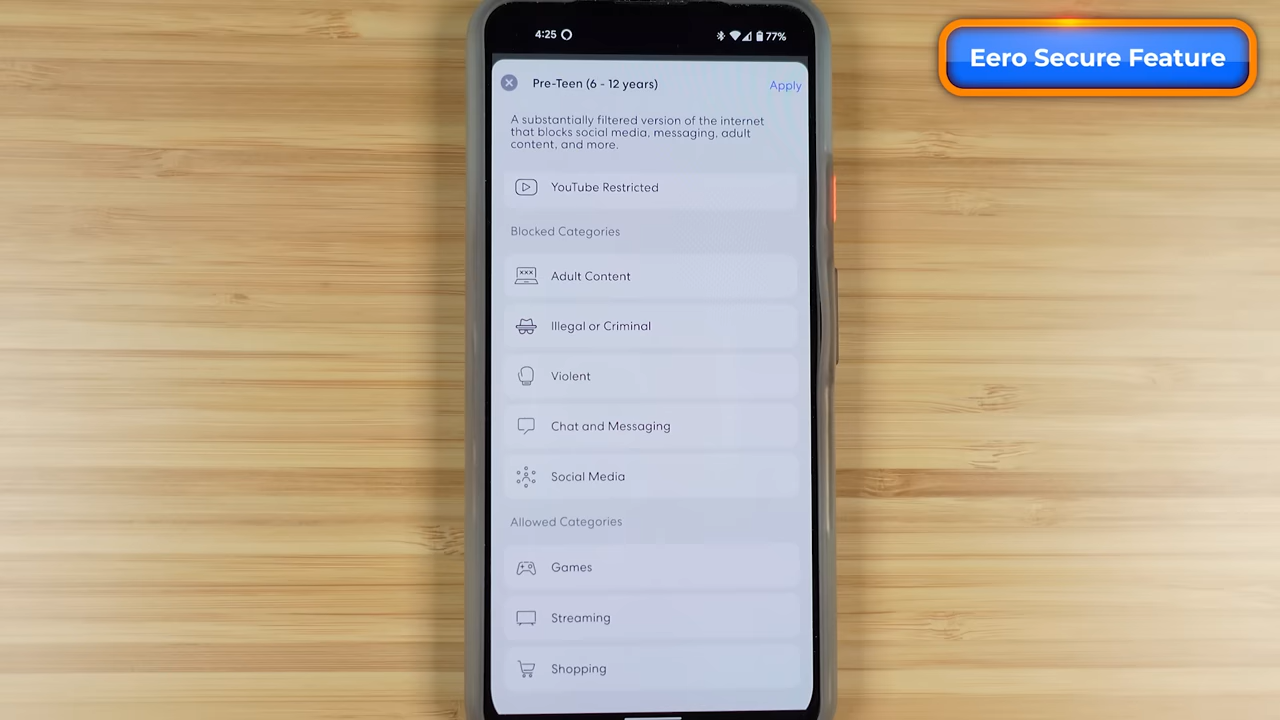 Eero Secure Feature
4:25
77%
Pre-Teen (6 - 12 years)
Apply
A substantially filtered version of the internet
that blocks social media, messaging, adult
content, and more.
YouTube Restricted
Blocked Categories
XXX
Adult Content
Illegal or Criminal
Violent
Chat and Messaging
Social Media
Allowed Categories
Games
Streaming
Shopping